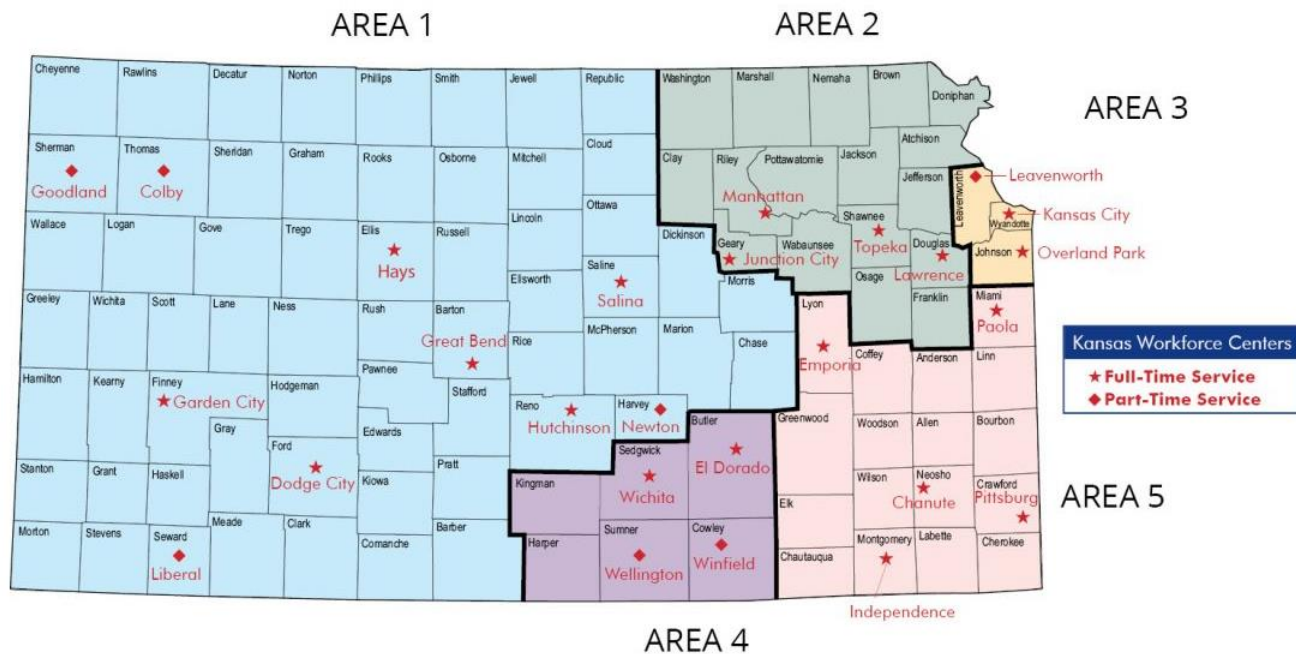 AREA 1
AREA 2
AREA 3
Cheyenne
Rawlins
Decatur
Norton
Phillips
Smith
Jewell
Republic
Washington
Marshall
Nemaha
Brown
Doniphan
Sherman
Goodland
Thomas
Colby
Sheridan
Graham
Rooks
Osborne
Mitchell
Cloud
Clay
Riley
Manhattan
Pottawatomie
Jackson
Atchison
Jefferson
Leavenworth
Leavenworth
Kansas City
Wyandotte
Wallace
Logan
Gove
Trego
Ellis
Hays
Russell
Lincoln
Ottawa
Saline
Salina
Dickinson
Geary
Junction City
Wabaunsee
Shawnee
Topeka
Douglas
Lawrence
Johnson
Overland Park
Ellsworth
Morris
Osage
Franklin
Miami
Paola
Greeley
Wichita
Scott
Lane
Ness
Rush
Barton
Great Bend
Rice
McPherson
Marion
Chase
Lyon
Emporia
Coffey
Anderson
Linn
Kansas Workforce Centers
Full-Time Service
Part-Time Service
Hamilton
Kearny
Finney
Garden City
Hodgeman
Pawnee
Stafford
Reno
Hutchinson
Harvey
Newton
Butler
El Dorado
Greenwood
Woodson
Allen
Bourbon
Gray
Ford
Dodge City
Edwards
Pratt
Kingman
Sedgwick
Wichita
Elk
Wilson
Neosho
Chanute
Crawford
Pittsburg
AREA 5
Stanton
Grant
Haskell
Kiowa
Morton
Stevens
Seward
Liberal
Meade
Clark
Comanche
Barber
Harper
Sumner
Wellington
Cowley
Winfield
Chautauqua
Montgomery
Independence
Labette
Cherokee
AREA 4